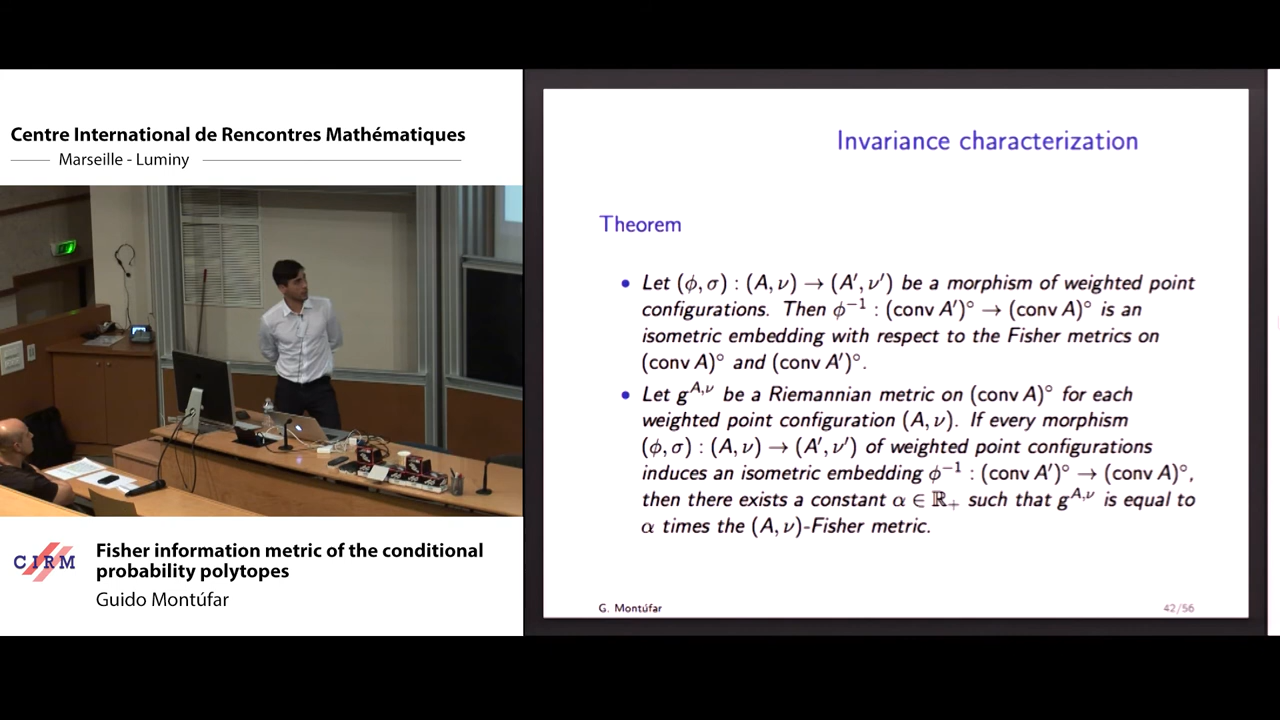 Centre International de Rencontres Mathématiques
Marseille - Luminy
CIRM
Fisher information metric of the conditional
probability polytopes
Guido Montúfar
Invariance characterization
Theorem
• Let (ϕ, σ) : (A, ν) → (A′, ν′) be a morphism of weighted point
configurations. Then ϕ⁻¹ : (conv A′)° → (conv A)° is an
isometric embedding with respect to the Fisher metrics on
(conv A)° and (conv A′)°.
• Let g^{A,ν} be a Riemannian metric on (conv A)° for each
weighted point configuration (A, ν). If every morphism
(ϕ, σ) : (A, ν) → (A′, ν′) of weighted point configurations
induces an isometric embedding ϕ⁻¹ : (conv A′)° → (conv A)°,
then there exists a constant α ∈ ℝ₊ such that g^{A,ν} is equal to
α times the (A, ν)-Fisher metric.
G. Montúfar
42/56